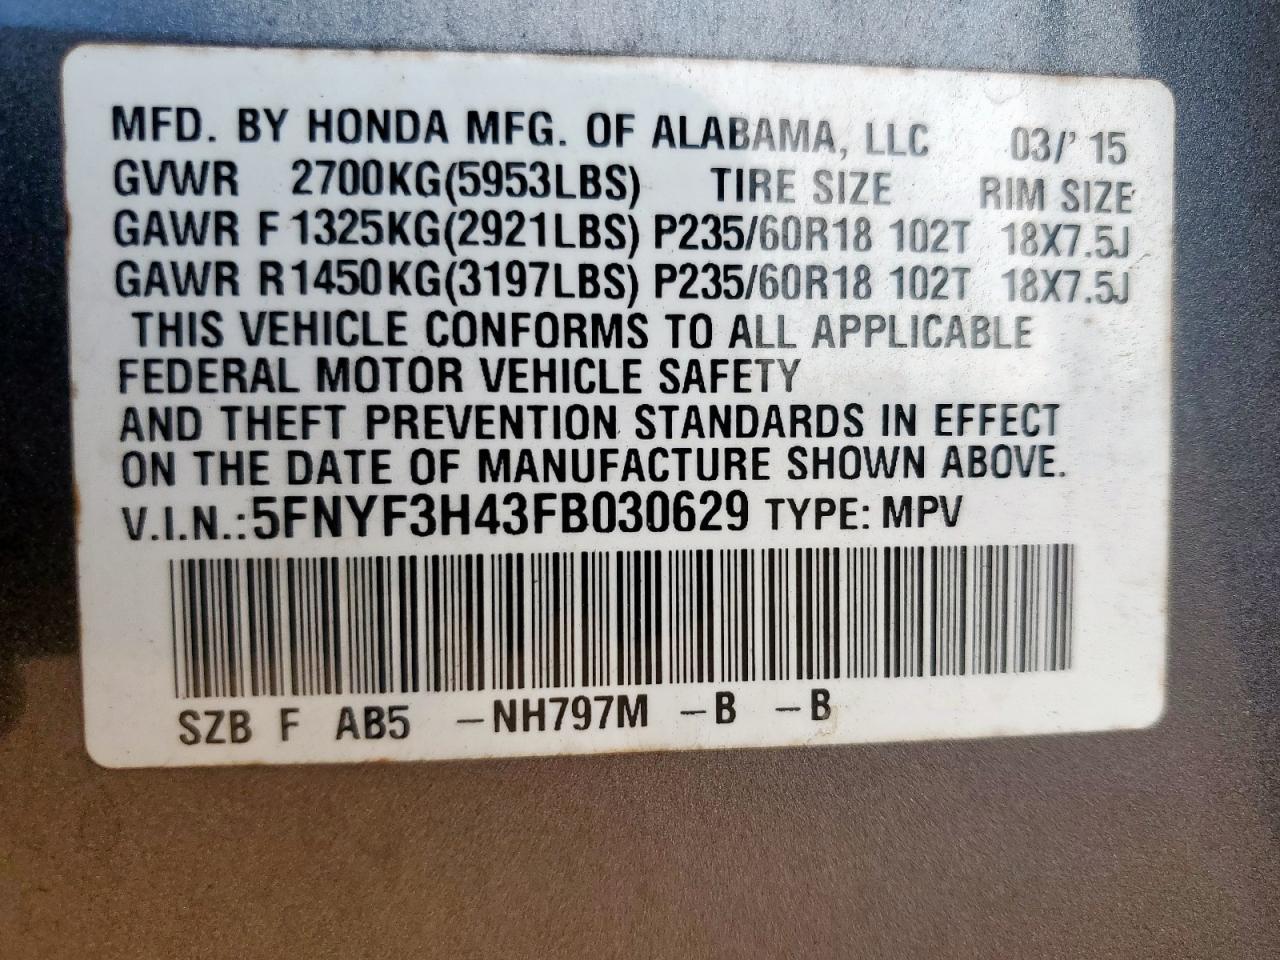 MFD. BY HONDA MFG. OF ALABAMA, LLC 03/' 15
GVWR 2700KG(5953LBS) TIRE SIZE RIM SIZE
GAWR F 1325KG(2921LBS) P235/60R18 102T 18X7.5J
GAWR R 1450KG(3197LBS) P235/60R18 102T 18X7.5J
THIS VEHICLE CONFORMS TO ALL APPLICABLE
FEDERAL MOTOR VEHICLE SAFETY
AND THEFT PREVENTION STANDARDS IN EFFECT
ON THE DATE OF MANUFACTURE SHOWN ABOVE.
V.I.N.:5FNYF3H43FB030629 TYPE: MPV
SZB F AB5 -NH797M -B -B